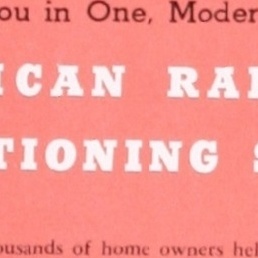 ou in One, Moder
ICAN RA
TIONING
ousands of home owners hel